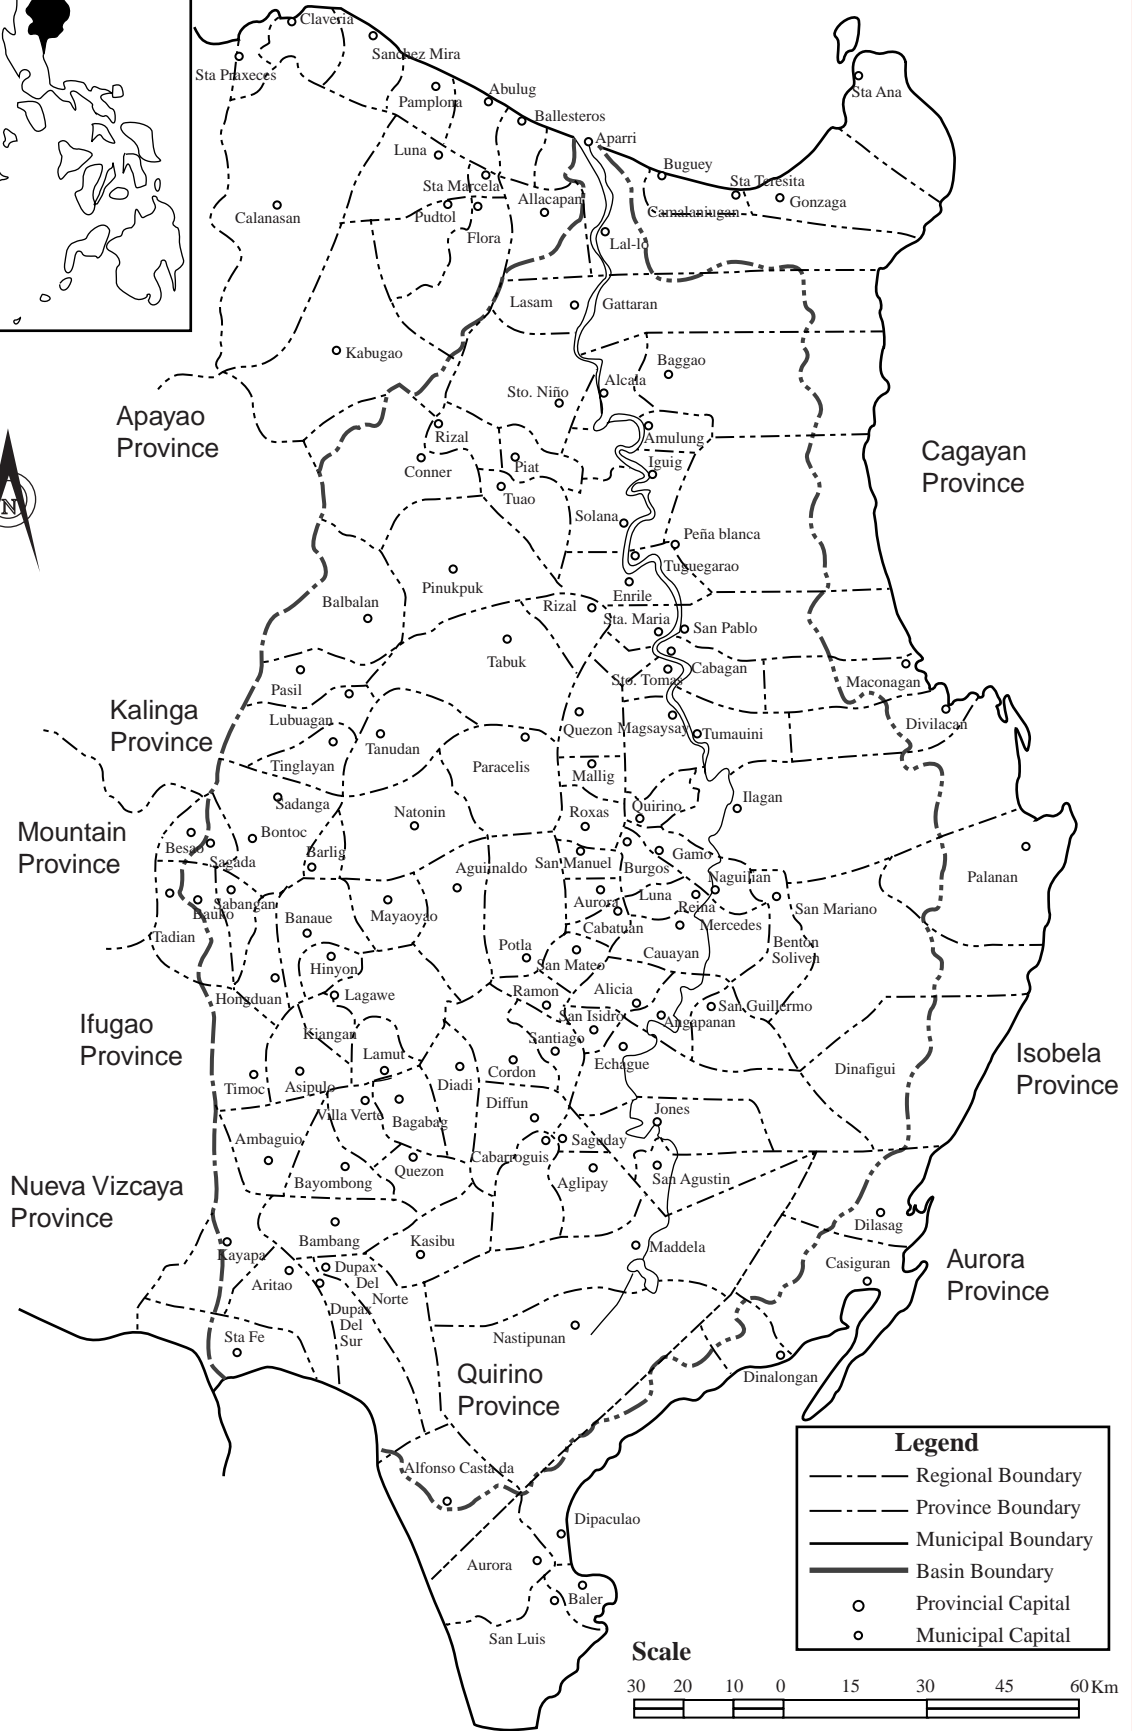 Claveria
Sanchez Mira
Sta Praxeces
Pamplona
Abulug
Ballesteros
Aparri
Sta Ana
Luna
Buguey
Sta Marcela
Sta Teresita
Calanasan
Pudtol
Allacapan
Camalaniugan
Gonzaga
Flora
Lal-lo
Lasam
Gattaran
Kabugao
Baggao
Alcala
Sto. Niño
Apayao
Province
Rizal
Amulung
Cagayan
Province
Conner
Piat
Iguig
N
Tuao
Solana
Peña blanca
Tuguegarao
Pinukpuk
Enrile
Balbalan
Rizal
Sta. Maria
San Pablo
Tabuk
Cabagan
Sto. Tomas
Maconagan
Pasil
Kalinga
Province
Lubuagan
Quezon
Magsaysay
Tumauini
Divilacan
Tanudan
Tinglayan
Paracelis
Mallig
Sadanga
Natonin
Roxas
Quirino
Ilagan
Mountain
Province
Besao
Bontoc
Sagada
Barlig
Aguinaldo
San Manuel
Burgos
Gamo
Naguilian
Palanan
Sabangan
Bauko
Banaue
Mayaoyao
Aurora
Luna
Reina
Mercedes
San Mariano
Tadian
Cabatuan
Potla
Cauayan
Benton
Soliven
Hinyon
San Mateo
Hongduan
Lagawe
Ramon
Alicia
San Guillermo
Ifugao
Province
Kiangan
San Isidro
Angapanan
Lamut
Santiago
Echague
Isobela
Province
Timoc
Asipulo
Diadi
Cordon
Dinafigui
Villa Verte
Bagabag
Diffun
Jones
Ambaguio
Saguday
Cabarroguis
Quezon
Bayombong
Aglipay
San Agustin
Nueva Vizcaya
Province
Dilasag
Kayapa
Bambang
Kasibu
Maddela
Casiguran
Aurora
Province
Aritao
Dupax
Del
Norte
Dupax
Del
Sur
Sta Fe
Nastipunan
Quirino
Province
Dinalongan
Alfonso Casta da
Dipaculao
Aurora
Baler
San Luis
Legend
Regional Boundary
Province Boundary
Municipal Boundary
Basin Boundary
Provincial Capital
Municipal Capital
Scale
30 20 10 0 15 30 45 60 Km